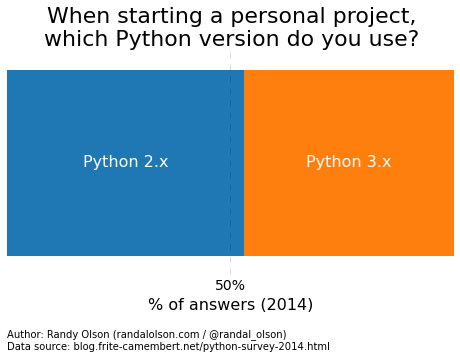 When starting a personal project,
which Python version do you use?
Python 2.x
Python 3.x
50%
% of answers (2014)
Author: Randy Olson (randalolson.com / @randal_olson)
Data source: blog.frite-camembert.net/python-survey-2014.html